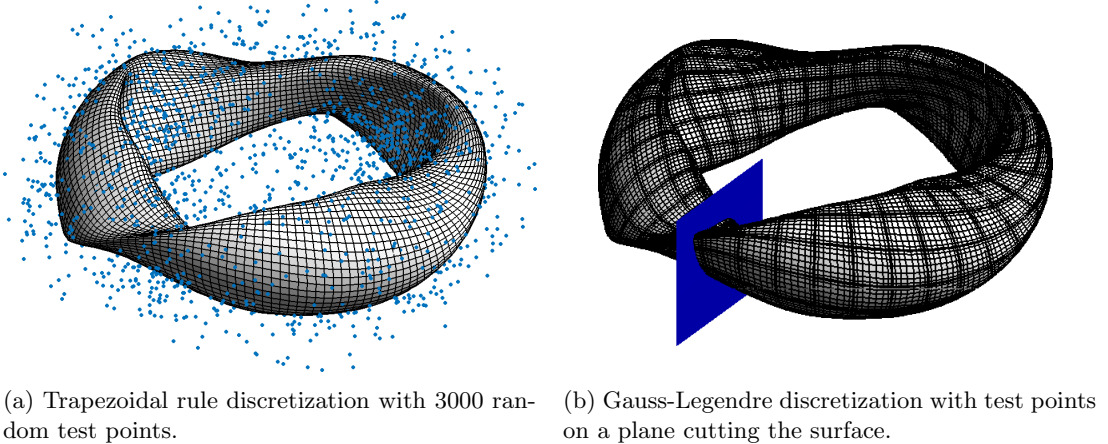 (a) Trapezoidal rule discretization with 3000 ran-
dom test points.
(b) Gauss-Legendre discretization with test points
on a plane cutting the surface.